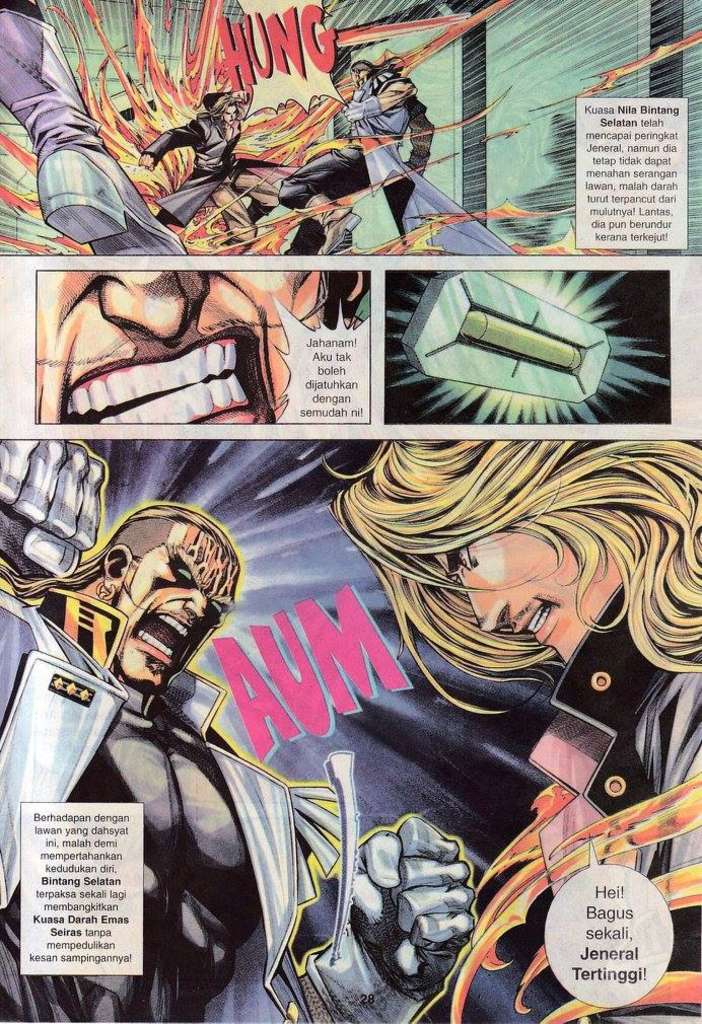 HUNG
Kuasa Nila Bintang
Selatan telah
mencapai peringkat
Jeneral, namun dia
tetap tidak dapat
menahan serangan
lawan, malah darah
turut terpancut dari
mulutnya! Lantas,
dia pun berundur
kerana terkejut!
Jahanam!
Aku tak
boleh
dijatuhkan
dengan
semudah ni!
AUM
Berhadapan dengan
lawan yang dahsyat
ini, malah demi
mempertahankan
kedudukan diri,
Bintang Selatan
terpaksa sekali lagi
membangkitkan
Kuasa Darah Emas
Seiras tanpa
mempedulikan
kesan sampingannya!
Hei!
Bagus
sekali,
Jeneral
Tertinggi!
28